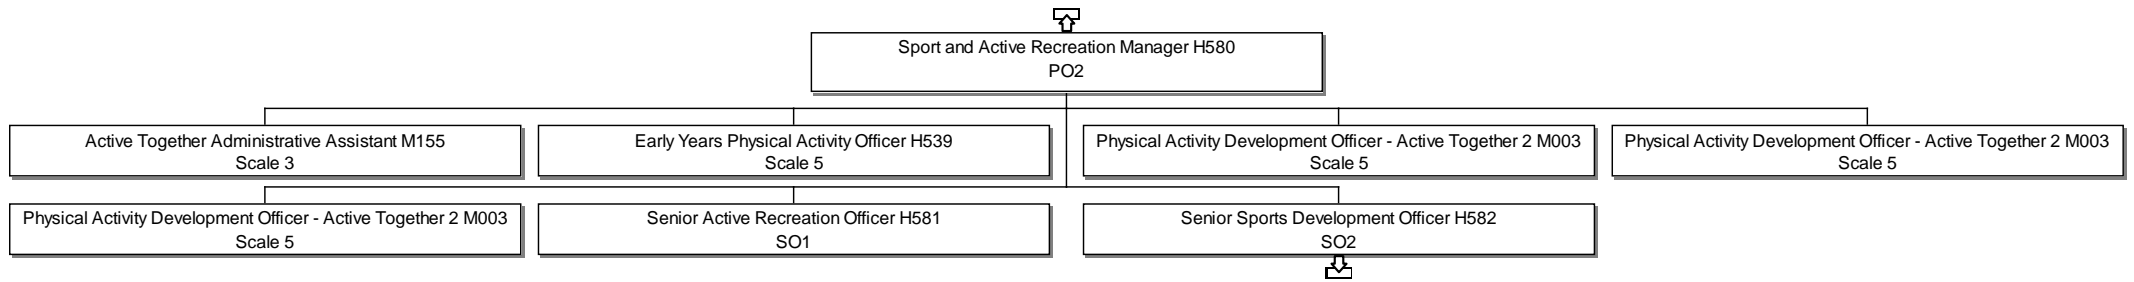 Sport and Active Recreation Manager H580
PO2
Active Together Administrative Assistant M155
Scale 3
Early Years Physical Activity Officer H539
Scale 5
Physical Activity Development Officer - Active Together 2 M003
Scale 5
Physical Activity Development Officer - Active Together 2 M003
Scale 5
Physical Activity Development Officer - Active Together 2 M003
Scale 5
Senior Active Recreation Officer H581
SO1
Senior Sports Development Officer H582
SO2